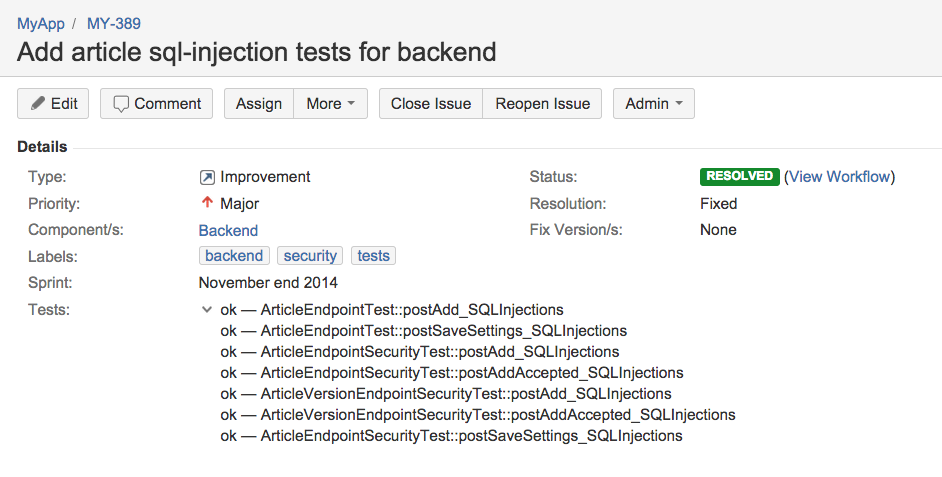 MyApp / MY-389
Add article sql-injection tests for backend
Edit Comment Assign More Close Issue Reopen Issue Admin
Details
Type: Improvement Status: RESOLVED (View Workflow)
Priority: Major Resolution: Fixed
Component/s: Backend Fix Version/s: None
Labels: backend security tests
Sprint: November end 2014
Tests: ok — ArticleEndpointTest::postAdd_SQLInjections
ok — ArticleEndpointTest::postSaveSettings_SQLInjections
ok — ArticleEndpointSecurityTest::postAdd_SQLInjections
ok — ArticleEndpointSecurityTest::postAddAccepted_SQLInjections
ok — ArticleVersionEndpointSecurityTest::postAdd_SQLInjections
ok — ArticleVersionEndpointSecurityTest::postAddAccepted_SQLInjections
ok — ArticleEndpointSecurityTest::postSaveSettings_SQLInjections